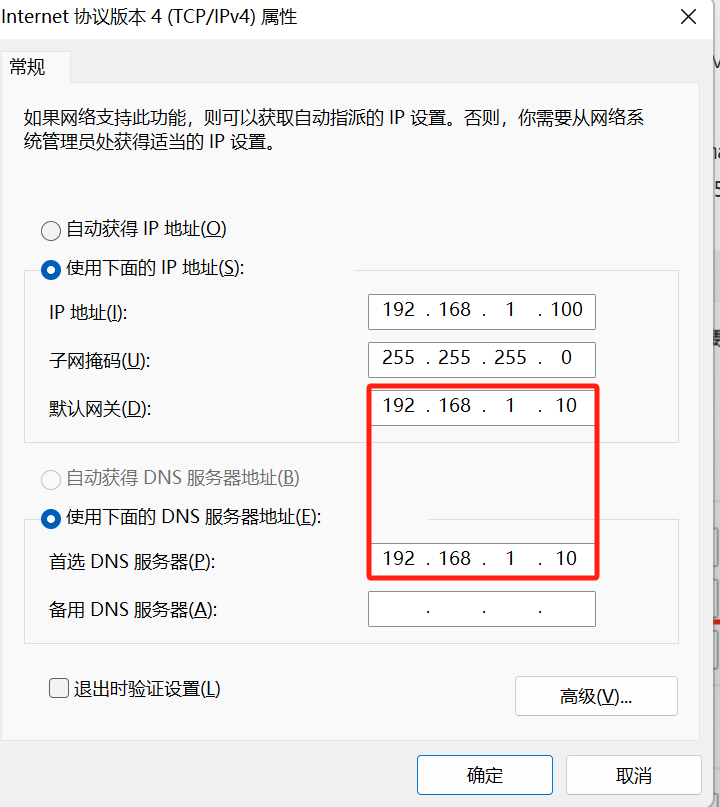 Internet 协议版本 4 (TCP/IPv4) 属性
常规
如果网络支持此功能，则可以获取自动指派的 IP 设置。否则，你需要从网络系
统管理员处获得适当的 IP 设置。
自动获得 IP 地址(O)
使用下面的 IP 地址(S):
IP 地址(I): 192 . 168 . 1 . 100
子网掩码(U): 255 . 255 . 255 . 0
默认网关(D): 192 . 168 . 1 . 10
自动获得 DNS 服务器地址(B)
使用下面的 DNS 服务器地址(E):
首选 DNS 服务器(P): 192 . 168 . 1 . 10
备用 DNS 服务器(A): . . .
退出时验证设置(L)
高级(V)...
确定 取消